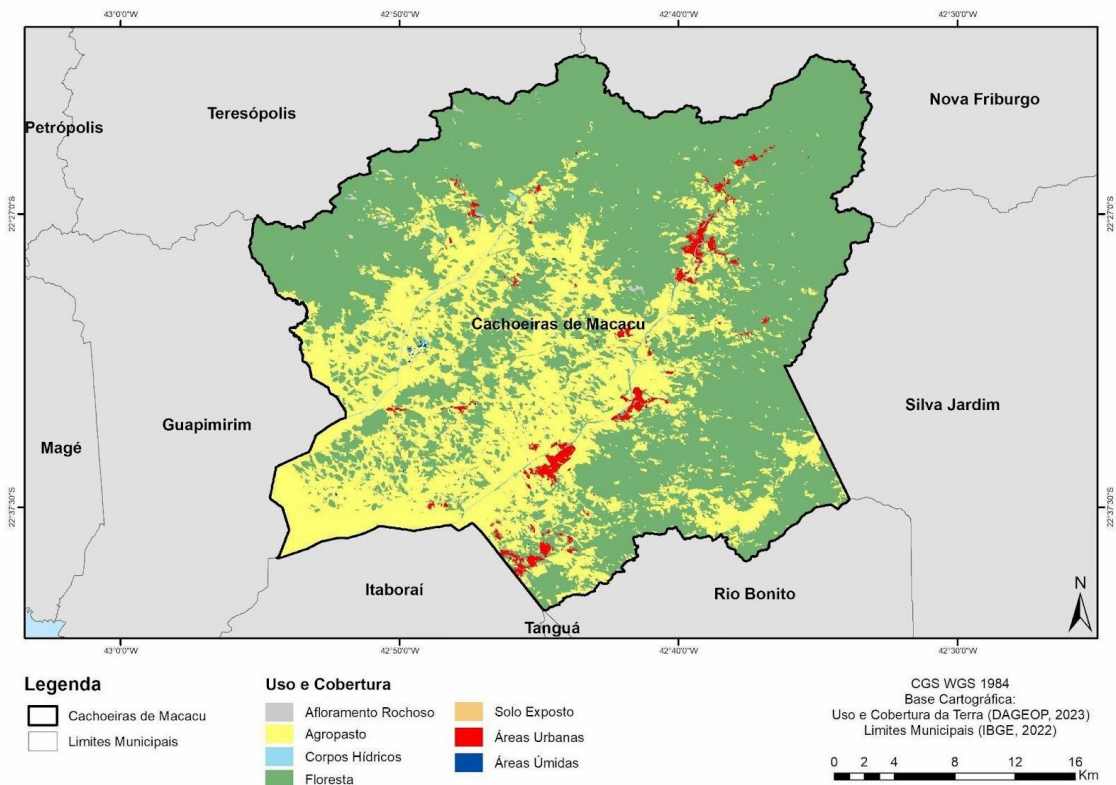 43°0'0"W
42°50'0"W
42°40'0"W
42°30'0"W
Nova Friburgo
Teresópolis
Petrópolis
22°27'0"S
22°27'0"S
Cachoeiras de Macacu
Silva Jardim
Guapimirim
Magé
22°37'30"S
22°37'30"S
Itaboraí
Rio Bonito
N
Tanguá
43°0'0"W
42°50'0"W
42°40'0"W
42°30'0"W
Legenda
Cachoeiras de Macacu
Limites Municipais
Uso e Cobertura
Afloramento Rochoso
Agropasto
Corpos Hídricos
Floresta
Solo Exposto
Áreas Urbanas
Áreas Úmidas
CGS WGS 1984
Base Cartográfica:
Uso e Cobertura da Terra (DAGEOP, 2023)
Limites Municipais (IBGE, 2022)
0 2 4 8 12 16
Km